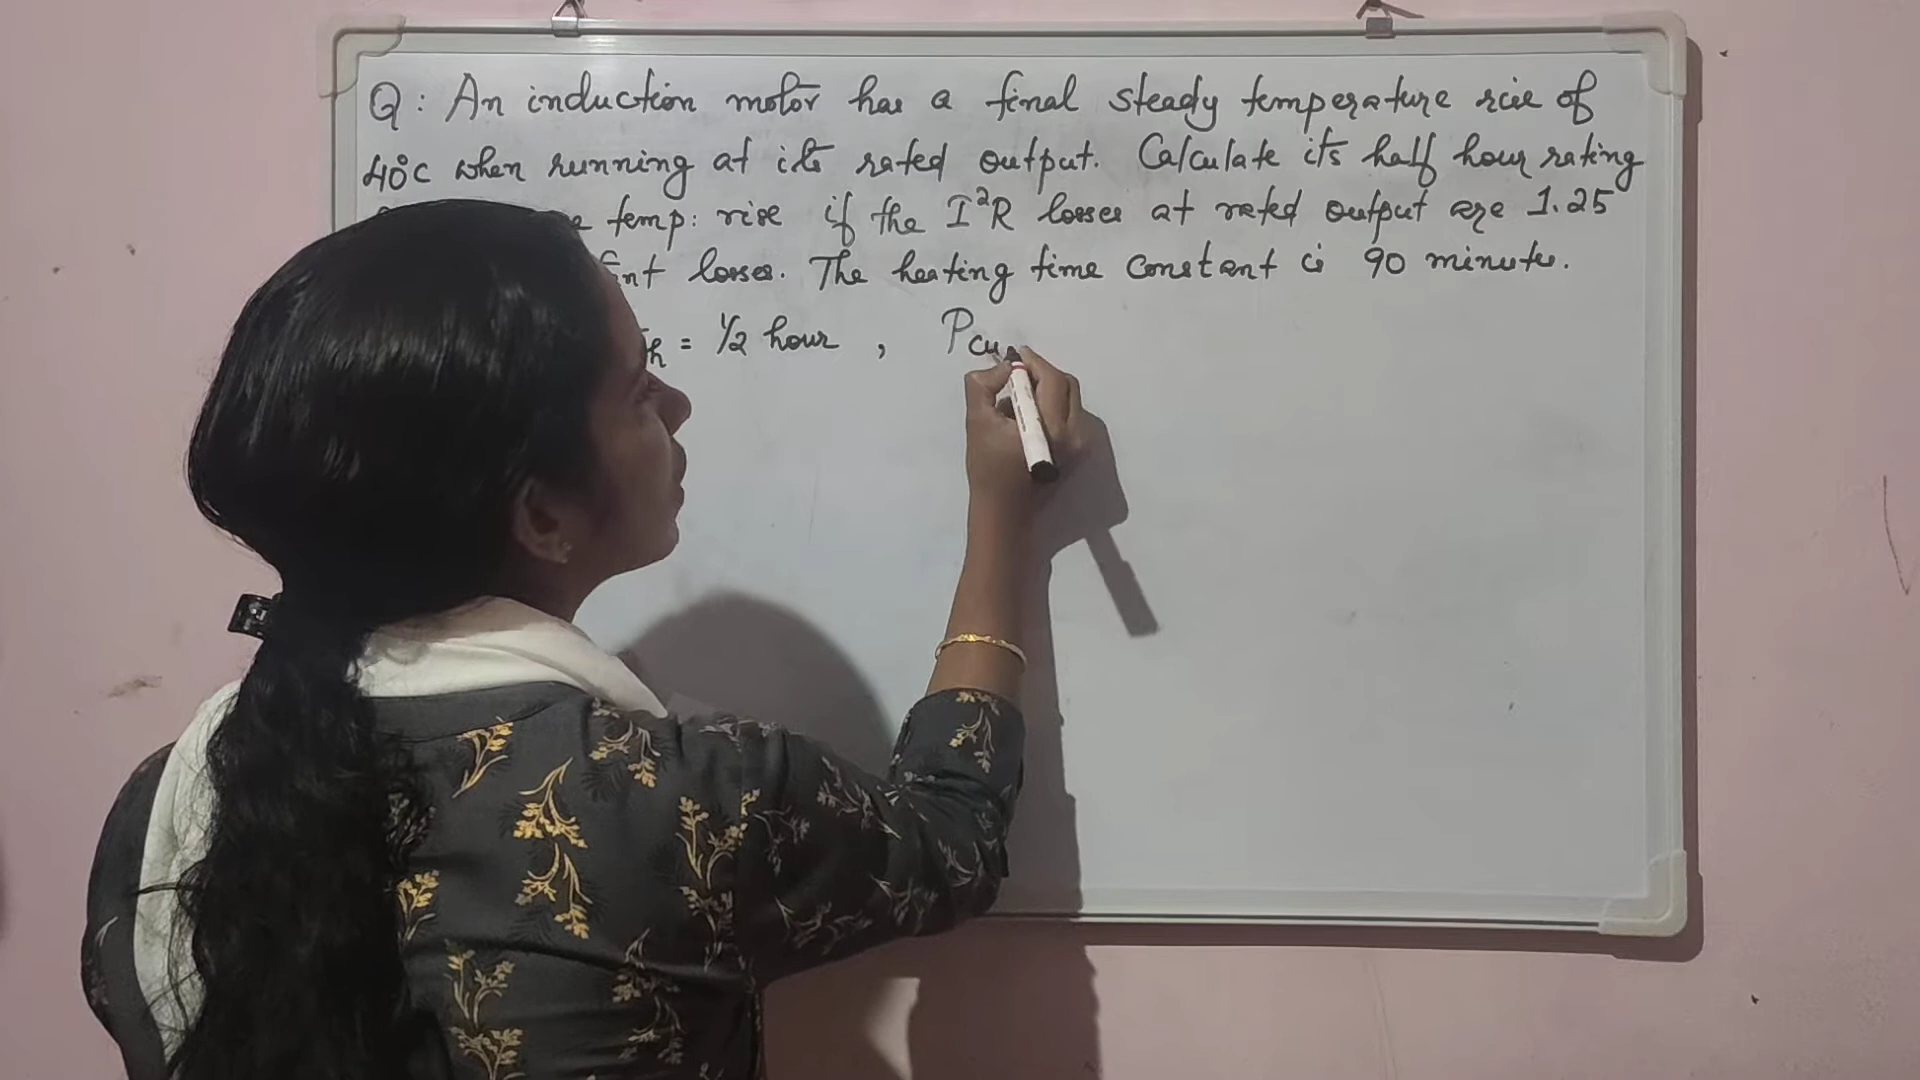 Q: An induction motor has a final steady temperature rise of
40°C when running at its rated output. Calculate its half hour rating
temp: rise if the I²R losses at rated output are 1.25
losses. The heating time constant is 90 minutes.
h = 1/2 hour , Pcu